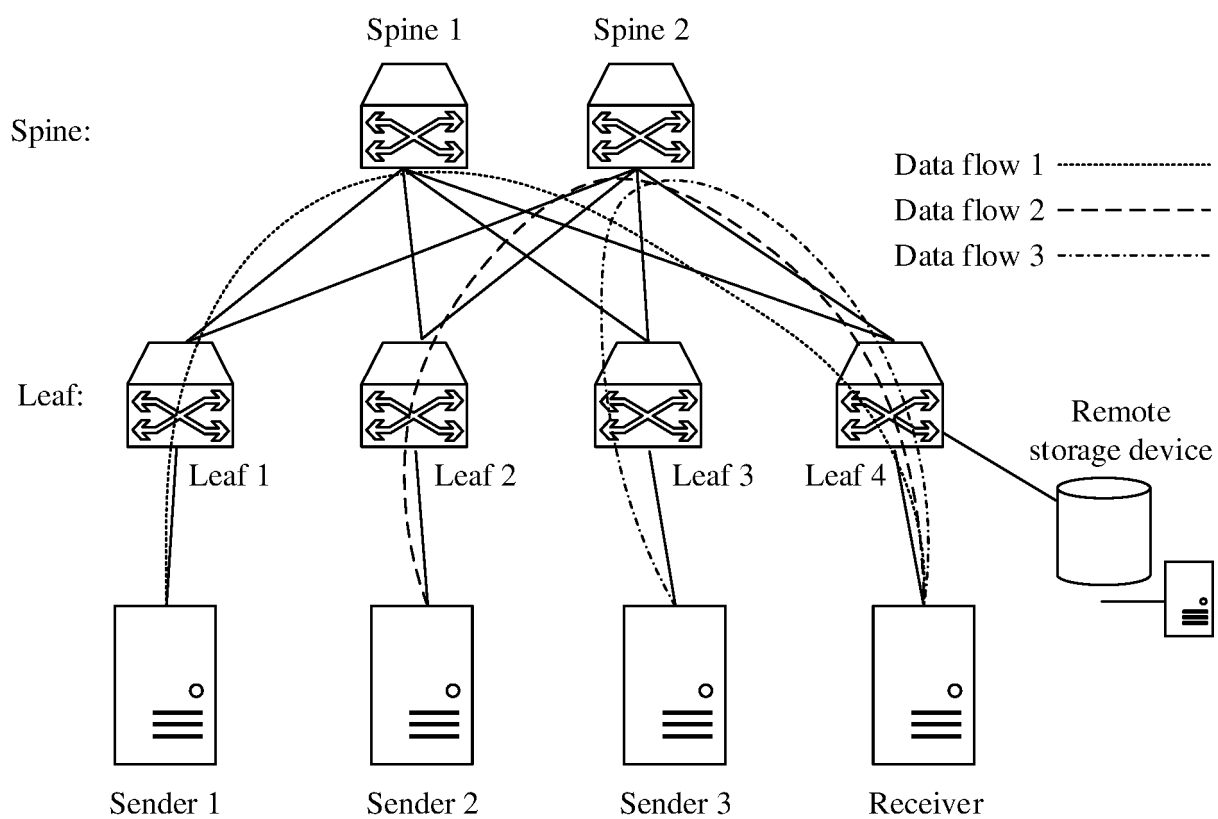 Spine 1
Spine 2
Spine:
Data flow 1
Data flow 2
Data flow 3
Leaf:
Remote
storage device
Leaf 1
Leaf 2
Leaf 3
Leaf 4
Sender 1
Sender 2
Sender 3
Receiver